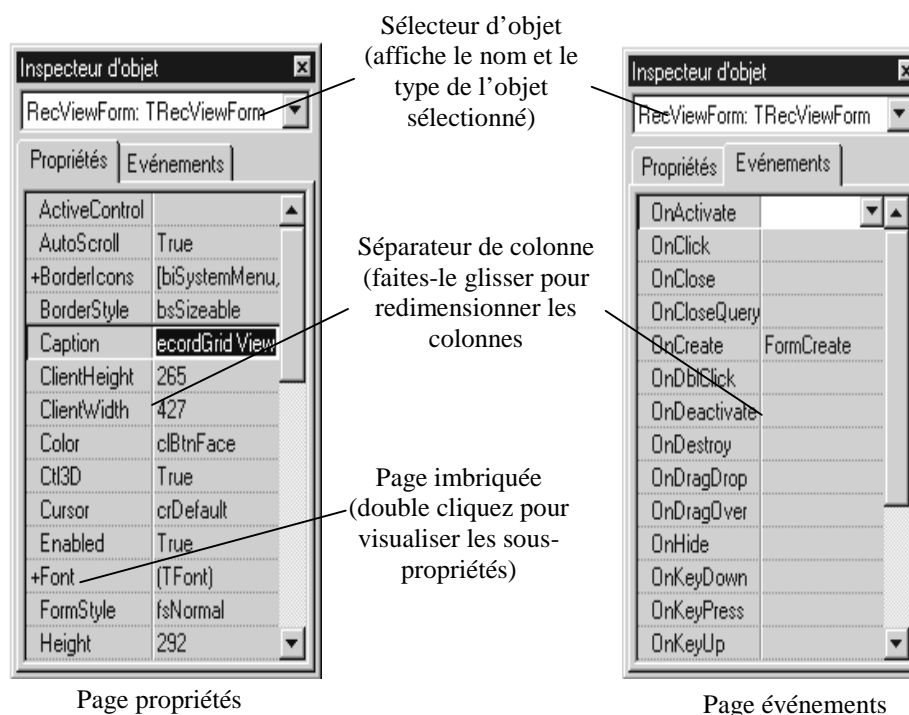 Sélecteur d'objet
(affiche le nom et le
type de l'objet
sélectionné)
Inspecteur d'objet
RecViewForm: TRecViewForm
Propriétés
Evénements
ActiveControl
AutoScroll True
+BorderIcons [biSystemMenu,
BorderStyle bsSizeable
Caption ecordGrid View
ClientHeight 265
ClientWidth 427
Color clBtnFace
Ctl3D True
Cursor crDefault
Enabled True
+Font (TFont)
FormStyle fsNormal
Height 292
Page propriétés
Séparateur de colonne
(faites-le glisser pour
redimensionner les
colonnes
Page imbriquée
(double cliquez pour
visualiser les sous-
propriétés)
Inspecteur d'objet
RecViewForm: TRecViewForm
Propriétés
Evénements
OnActivate
OnClick
OnClose
OnCloseQuery
OnCreate FormCreate
OnDblClick
OnDeactivate
OnDestroy
OnDragDrop
OnDragOver
OnHide
OnKeyDown
OnKeyPress
OnKeyUp
Page événements